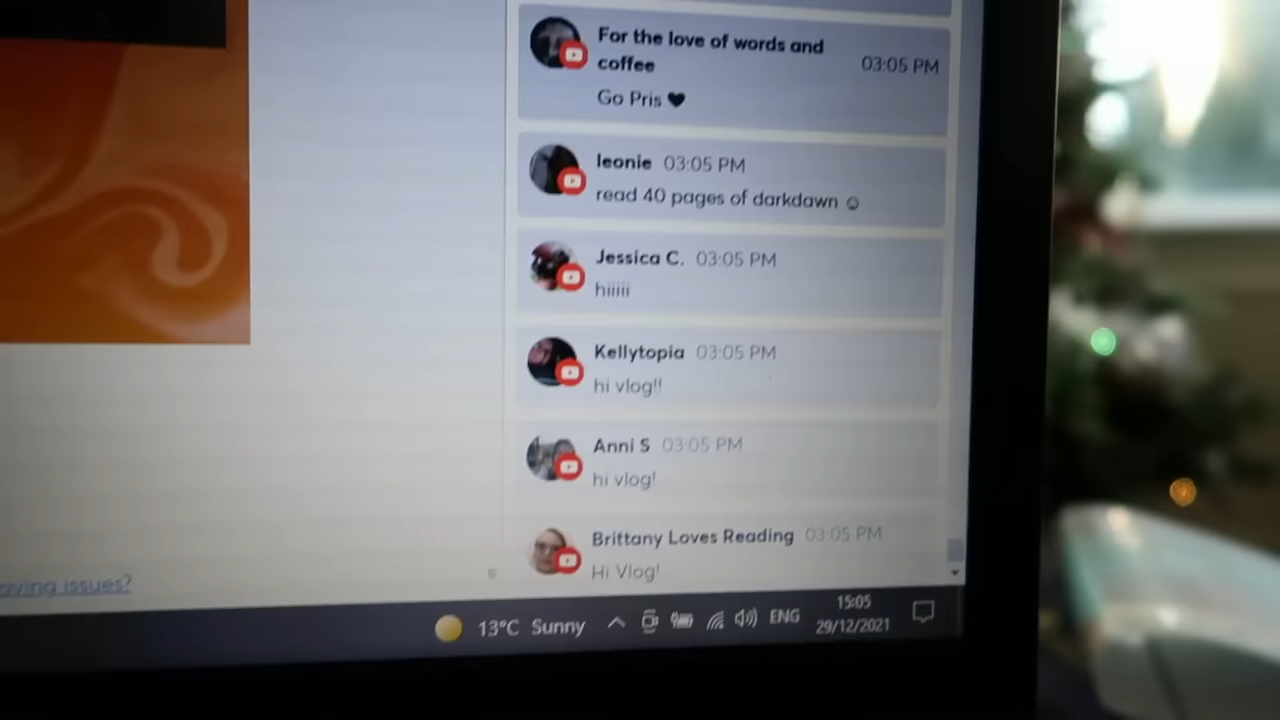 For the love of words and
coffee
03:05 PM
Go Pris ♥
leonie 03:05 PM
read 40 pages of darkdawn ☺
Jessica C. 03:05 PM
hiiiiii
Kellytopia 03:05 PM
hi vlog!!
Anni S 03:05 PM
hi vlog!
Brittany Loves Reading 03:05 PM
Hi Vlog!
issues?
13°C Sunny
ENG
15:05
29/12/2021